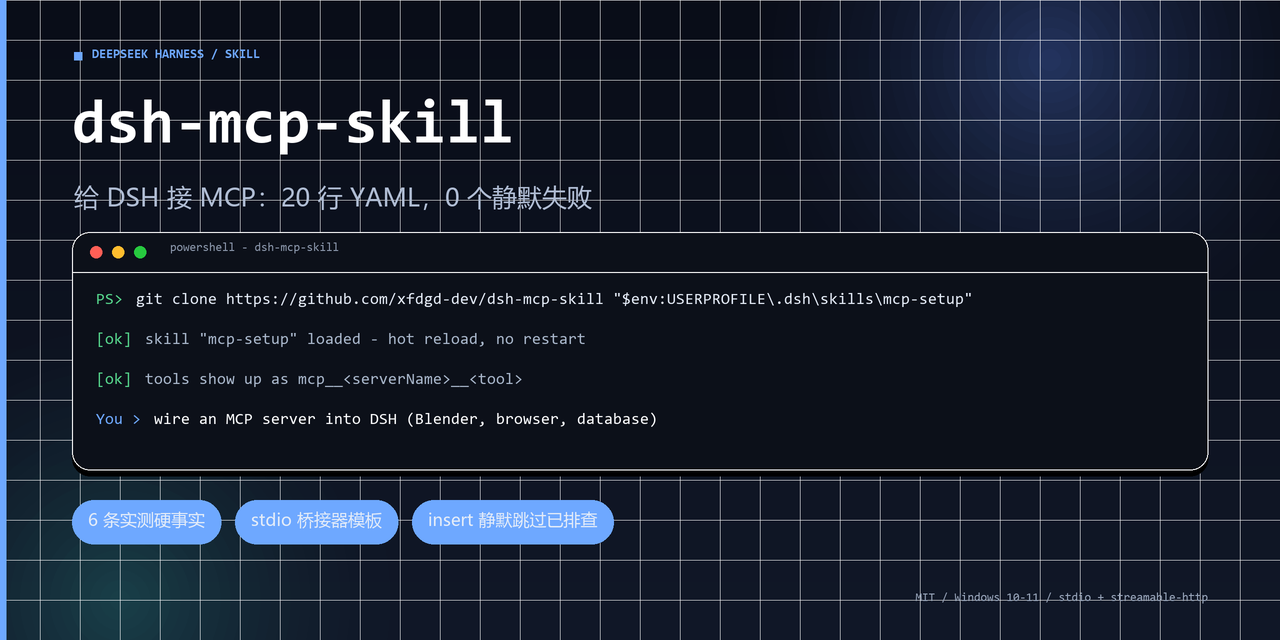 DEEPSEEK HARNESS / SKILL
dsh-mcp-skill
给 DSH 接 MCP：20 行 YAML，0 个静默失败
powershell - dsh-mcp-skill
PS> git clone https://github.com/xfdgd-dev/dsh-mcp-skill "$env:USERPROFILE\.dsh\skills\mcp-setup"
[ok] skill "mcp-setup" loaded - hot reload, no restart
[ok] tools show up as mcp__<serverName>__<tool>
You > wire an MCP server into DSH (Blender, browser, database)
6 条实测硬事实
stdio 桥接器模板
insert 静默跳过已排查
MIT / Windows 10-11 / stdio + streamable-http